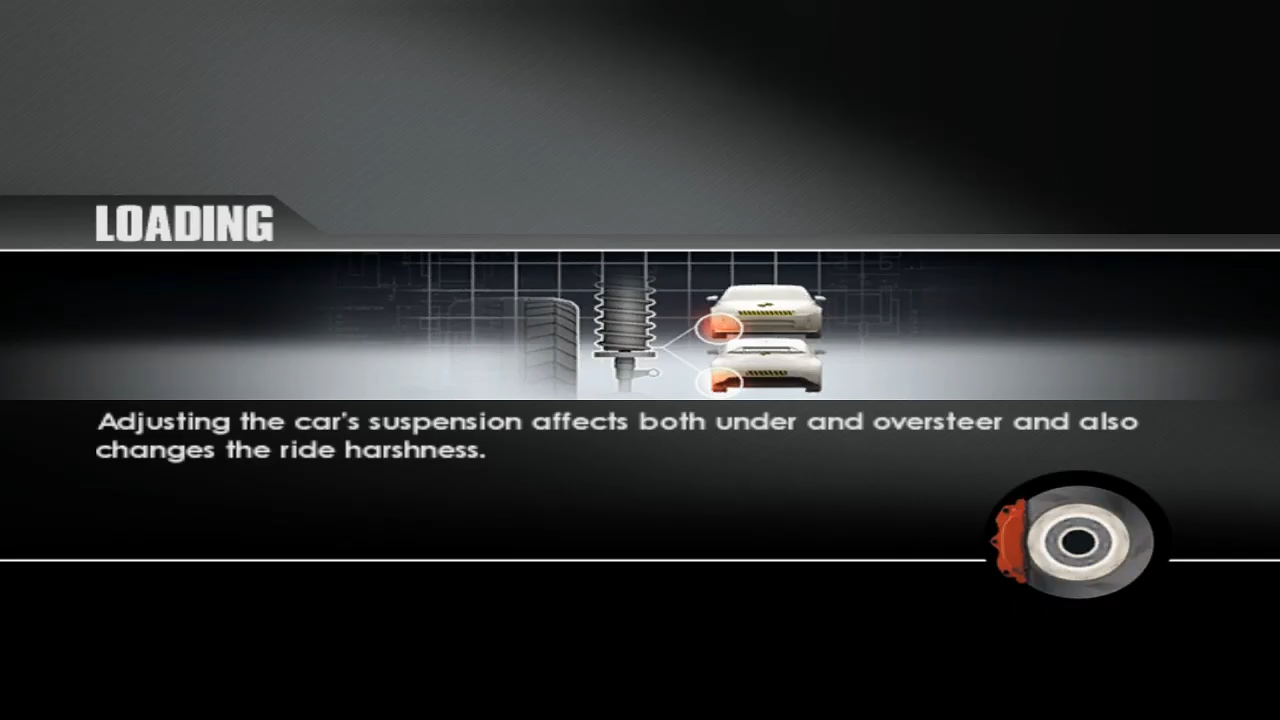 LOADING
Adjusting the car's suspension affects both under and oversteer and also
changes the ride harshness.